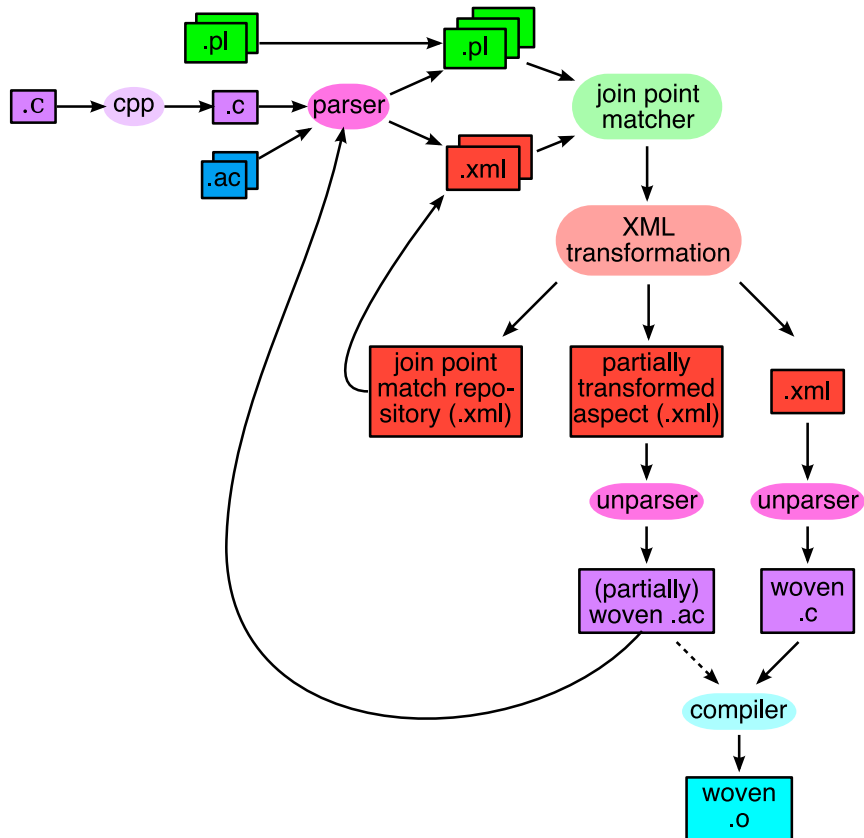 .pl
.pl
.c
cpp
.c
parser
join point
matcher
.ac
.xml
XML
transformation
join point
match repo-
sitory (.xml)
partially
transformed
aspect (.xml)
.xml
unparser
unparser
(partially)
woven .ac
woven
.c
compiler
woven
.o